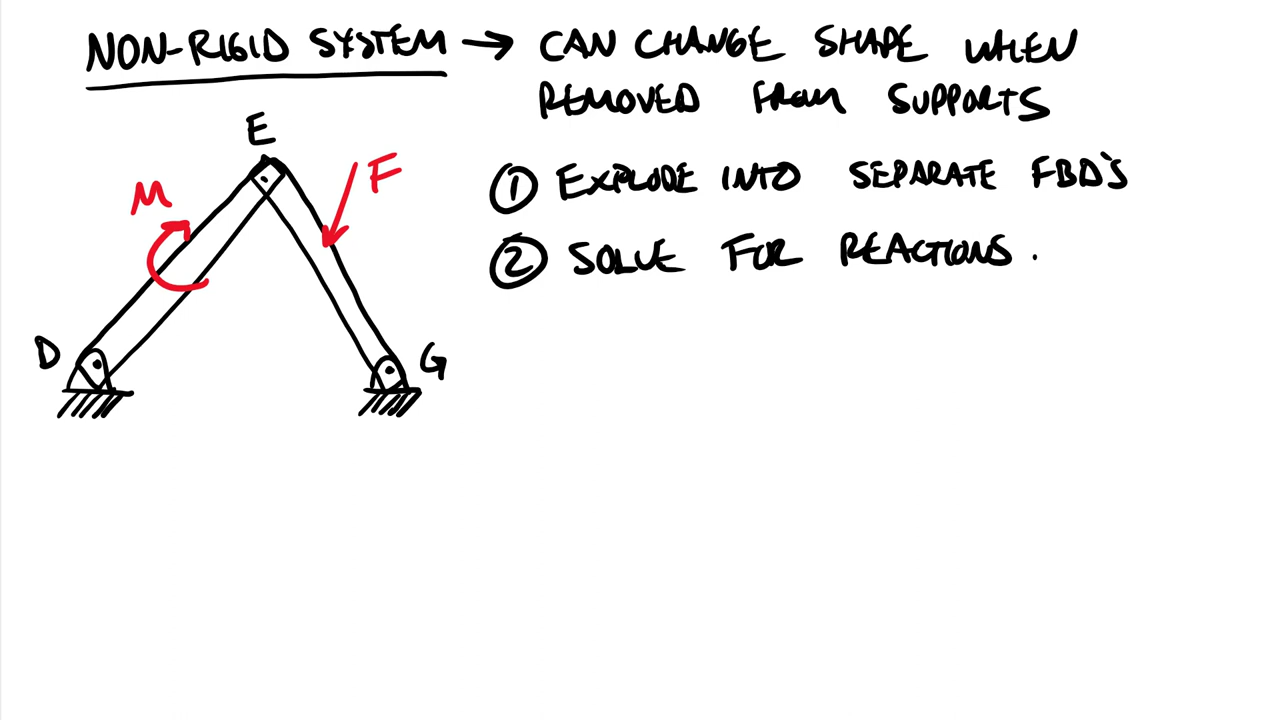 NON-RIGID SYSTEM → CAN CHANGE SHAPE WHEN
REMOVED FROM SUPPORTS
E
M
F
① EXPLODE INTO SEPARATE FBD'S
② SOLVE FOR REACTIONS.
D
G